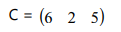 C = (6 2 5)